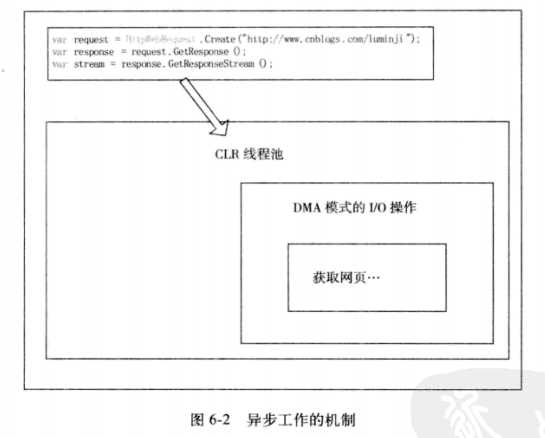 var request = HttpWebRequest.Create("http://www.cnblogs.com/luminji");
var response = request.GetResponse();
var stream = response.GetResponseStream();
CLR 线程池
DMA 模式的 I/O 操作
获取网页…
图 6-2 异步工作的机制